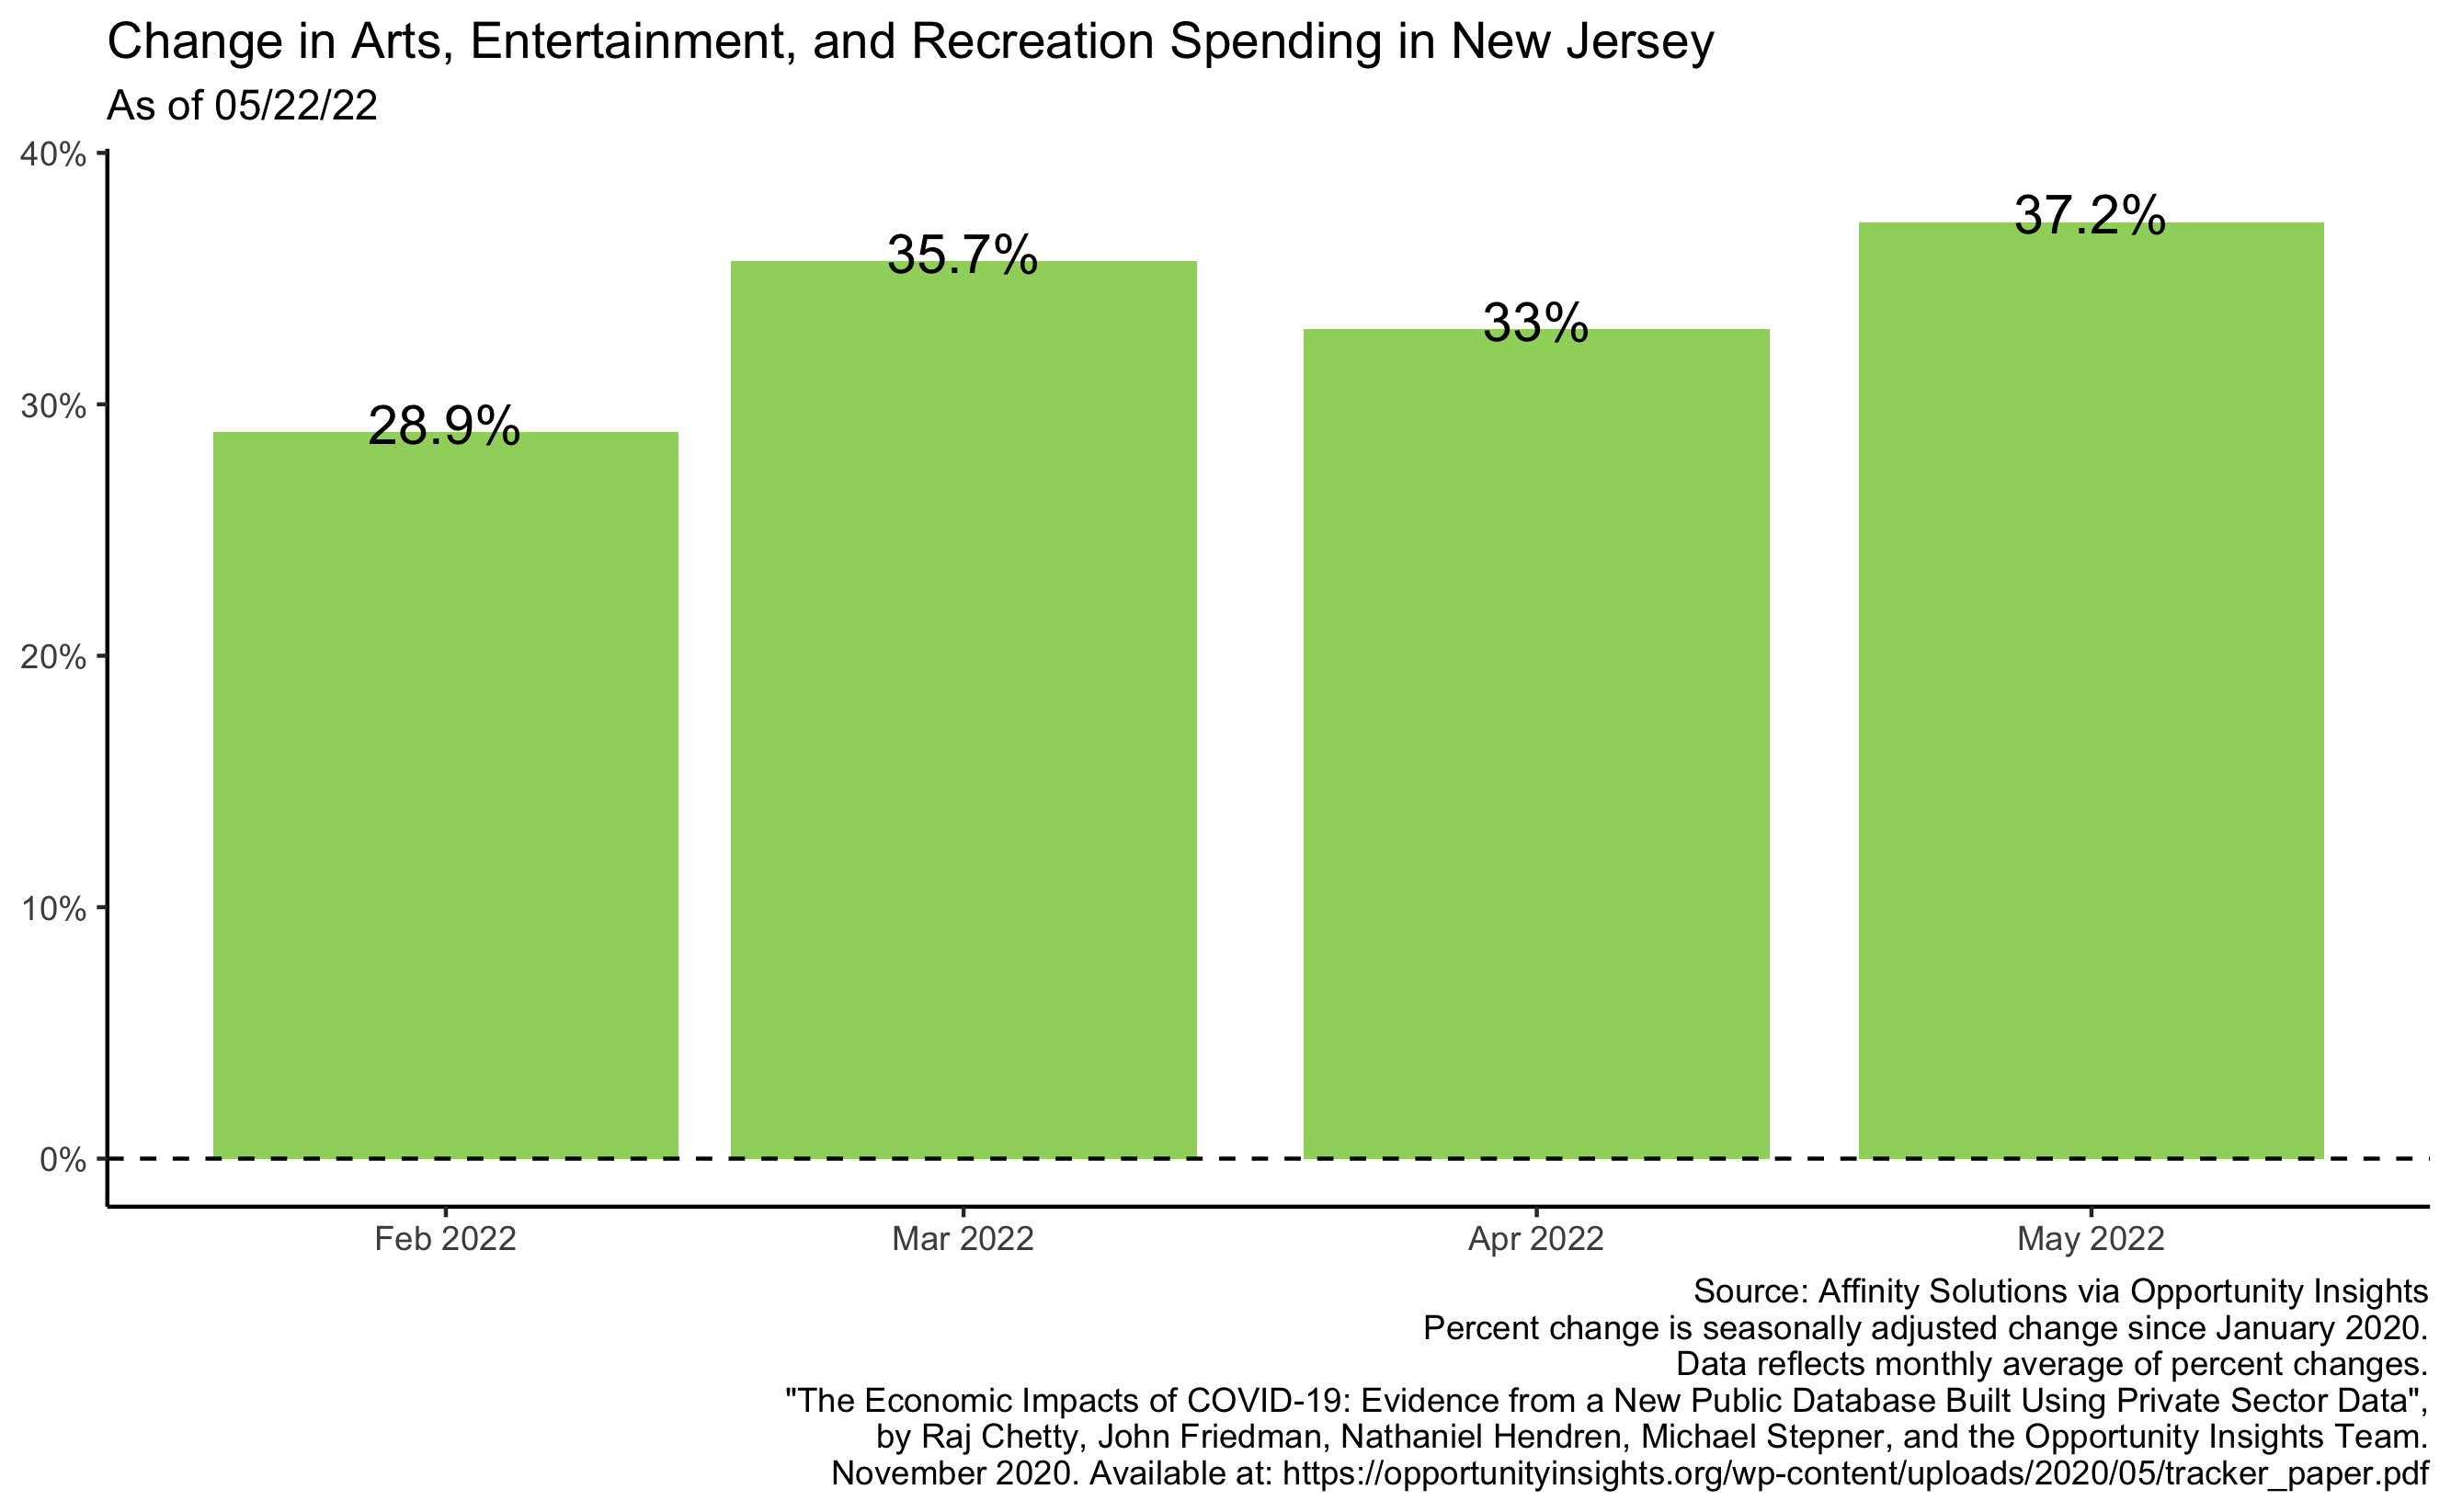 Change in Arts, Entertainment, and Recreation Spending in New Jersey
As of 05/22/22
40%
30%
20%
10%
0%
28.9%
35.7%
33%
37.2%
Feb 2022
Mar 2022
Apr 2022
May 2022
Source: Affinity Solutions via Opportunity Insights
Percent change is seasonally adjusted change since January 2020.
Data reflects monthly average of percent changes.
"The Economic Impacts of COVID-19: Evidence from a New Public Database Built Using Private Sector Data",
by Raj Chetty, John Friedman, Nathaniel Hendren, Michael Stepner, and the Opportunity Insights Team.
November 2020. Available at: https://opportunityinsights.org/wp-content/uploads/2020/05/tracker_paper.pdf